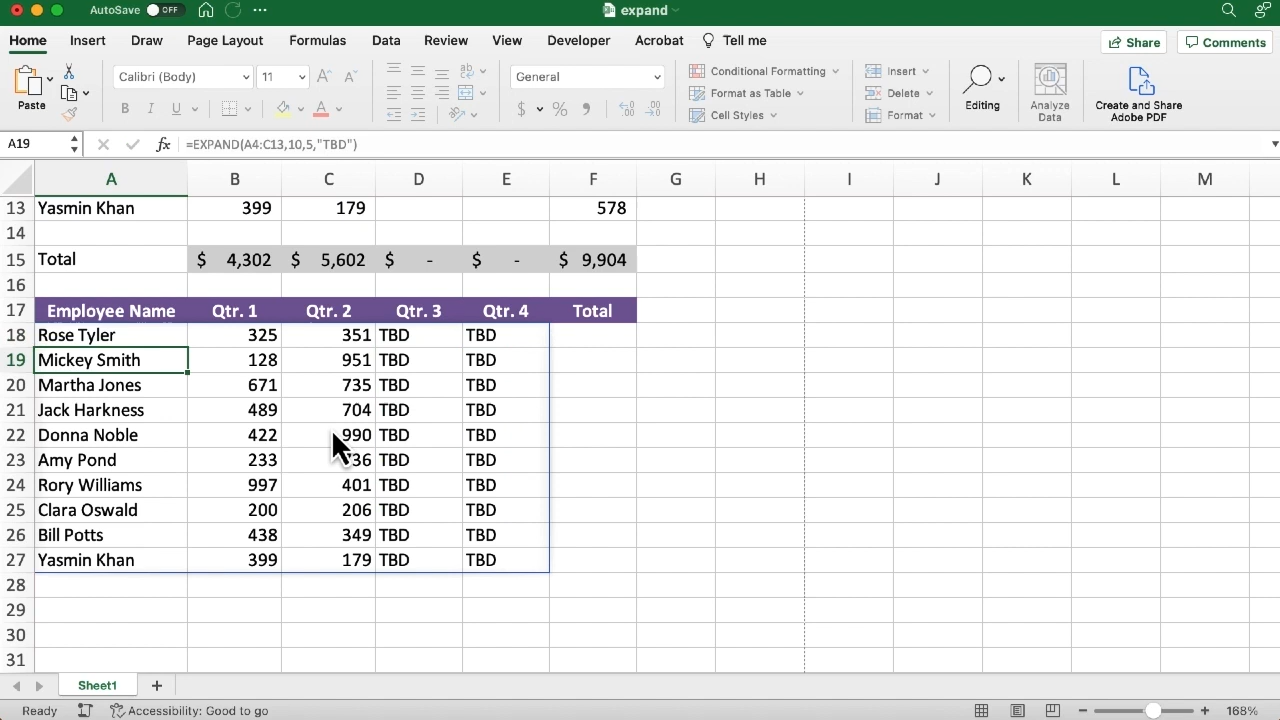 AutoSave OFF expand
Home Insert Draw Page Layout Formulas Data Review View Developer Acrobat Tell me Share Comments
Paste Calibri (Body) 11 A A ab General Conditional Formatting Insert Editing Analyze Data Create and Share Adobe PDF
B I U A $ % Format as Table Delete
Cell Styles Format
A19 fx =EXPAND(A4:C13,10,5,"TBD")
A B C D E F G H I J K L M
13 Yasmin Khan 399 179 578
14
15 Total $ 4,302 $ 5,602 $ - $ - $ 9,904
16
17 Employee Name Qtr. 1 Qtr. 2 Qtr. 3 Qtr. 4 Total
18 Rose Tyler 325 351 TBD TBD
19 Mickey Smith 128 951 TBD TBD
20 Martha Jones 671 735 TBD TBD
21 Jack Harkness 489 704 TBD TBD
22 Donna Noble 422 990 TBD TBD
23 Amy Pond 233 TBD TBD
24 Rory Williams 997 401 TBD TBD
25 Clara Oswald 200 206 TBD TBD
26 Bill Potts 438 349 TBD TBD
27 Yasmin Khan 399 179 TBD TBD
28
29
30
31
Sheet1
Ready Accessibility: Good to go 168%